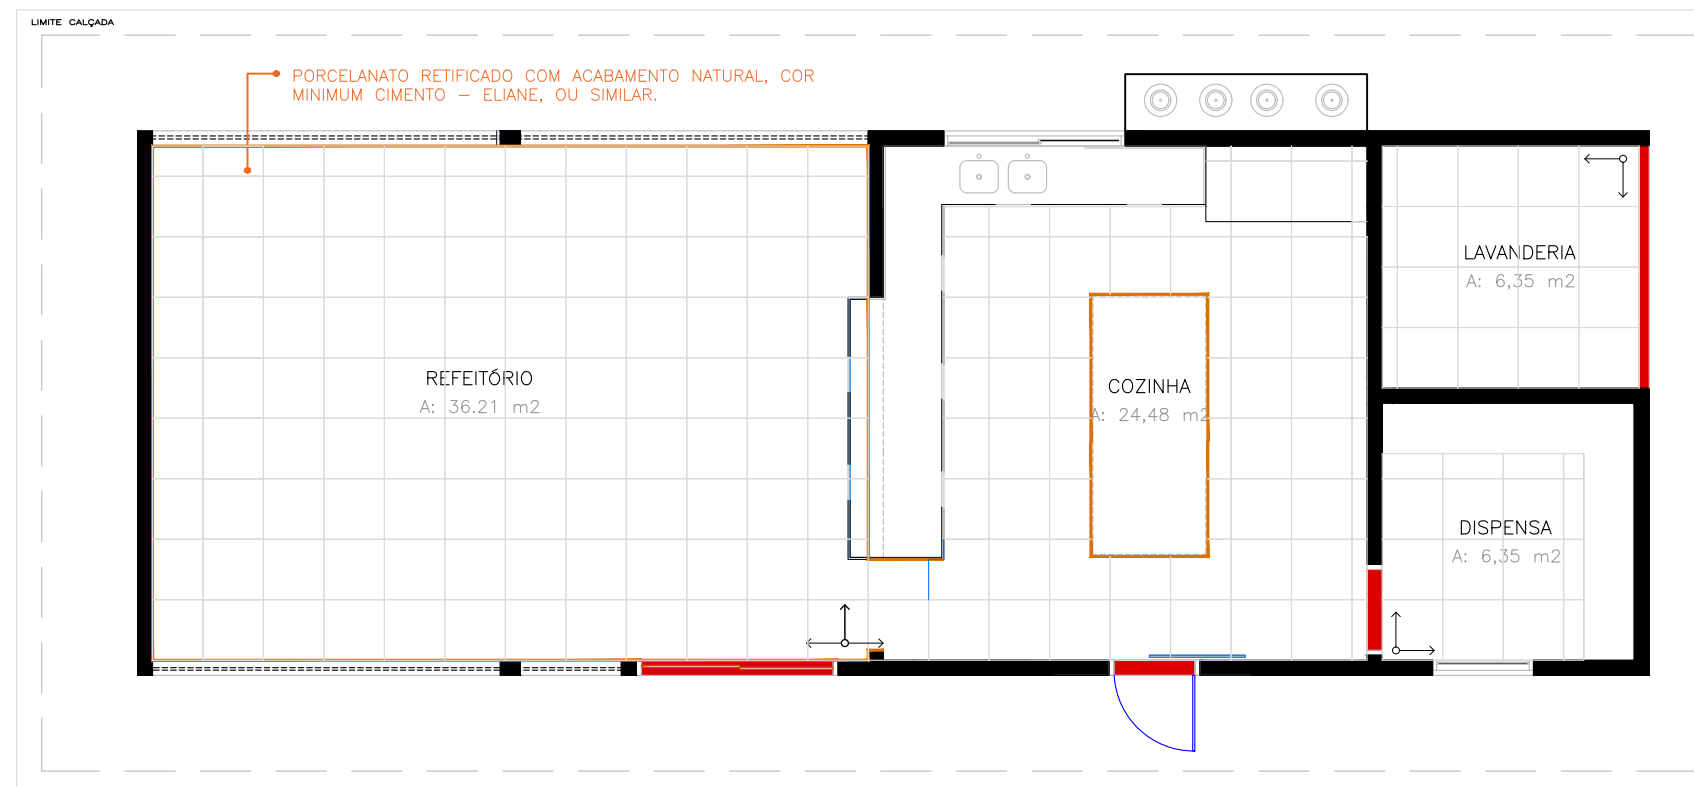 LIMITE CALÇADA
PORCELANATO RETIFICADO COM ACABAMENTO NATURAL, COR
MINIMUM CIMENTO – ELIANE, OU SIMILAR.
LAVANDERIA
A: 6,35 m2
REFEITÓRIO
A: 36.21 m2
COZINHA
A: 24,48 m2
DISPENSA
A: 6,35 m2